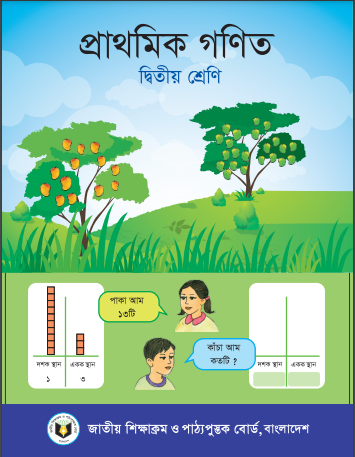 প্রাথমিক গণিত
দ্বিতীয় শ্রেণি
পাকা আম
১৩টি
কাঁচা আম
কতটি ?
দশক স্থান একক স্থান
১ ৩
দশক স্থান একক স্থান
জাতীয় শিক্ষাক্রম ও পাঠ্যপুস্তক বোর্ড, বাংলাদেশ